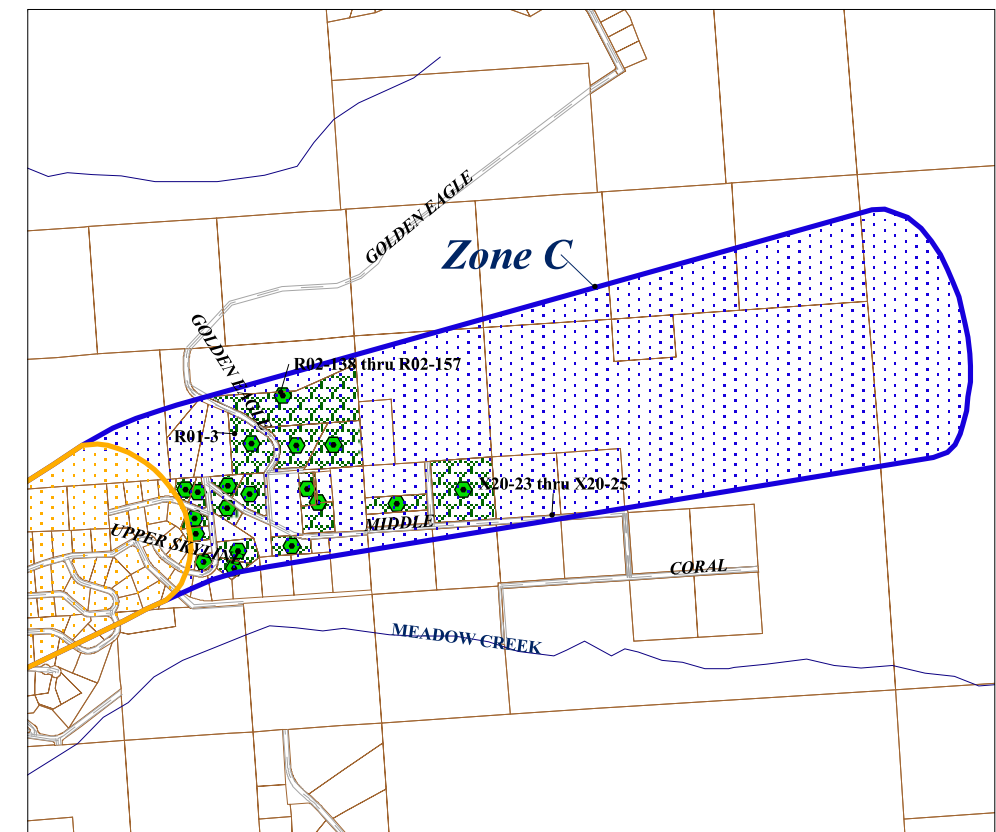 GOLDEN EAGLE
Zone C
GOLDEN EAGLE
R02-158 thru R02-157
R01-3
X20-23 thru X20-25
MIDDLE
UPPER SKYLINE
CORAL
MEADOW CREEK